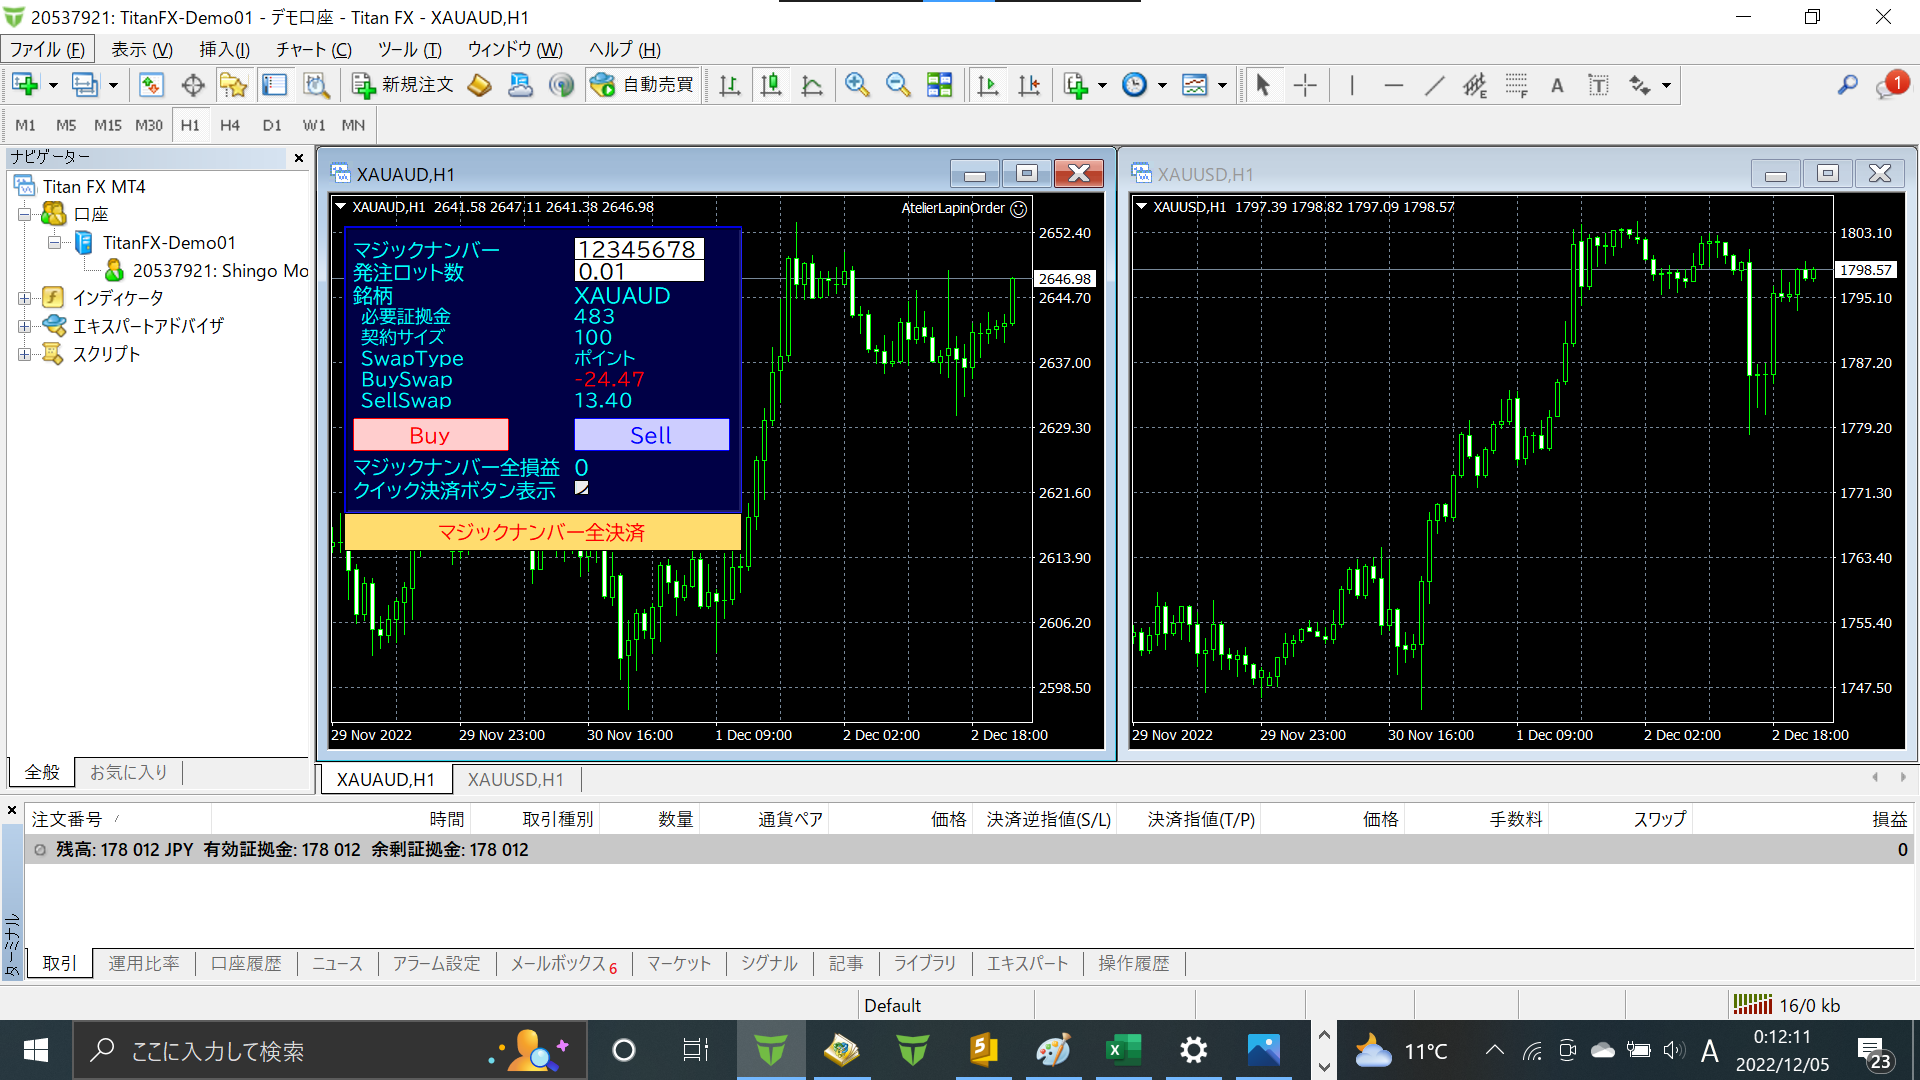 20537921: TitanFX-Demo01 - デモ口座 - Titan FX - XAUAUD,H1
ファイル (F) 表示 (V) 挿入(I) チャート (C) ツール (T) ウィンドウ (W) ヘルプ (H)
新規注文 自動売買 E F A T 1
M1 M5 M15 M30 H1 H4 D1 W1 MN
ナビゲーター
Titan FX MT4
口座
TitanFX-Demo01
20537921: Shingo Mo
インディケータ
エキスパートアドバイザ
スクリプト
全般 お気に入り
XAUAUD,H1
XAUAUD,H1 2641.58 2647.11 2641.38 2646.98
AtelierLapinOrder
マジックナンバー 12345678
発注ロット数 0.01
銘柄 XAUAUD
必要証拠金 483
契約サイズ 100
SwapType ポイント
BuySwap -24.47
SellSwap 13.40
Buy Sell
マジックナンバー全損益 0
クイック決済ボタン表示
マジックナンバー全決済
2652.40
2646.98
2644.70
2637.00
2629.30
2621.60
2613.90
2606.20
2598.50
29 Nov 2022 29 Nov 23:00 30 Nov 16:00 1 Dec 09:00 2 Dec 02:00 2 Dec 18:00
XAUUSD,H1
XAUUSD,H1 1797.39 1798.82 1797.09 1798.57
1803.10
1798.57
1795.10
1787.20
1779.20
1771.30
1763.40
1755.40
1747.50
29 Nov 2022 29 Nov 23:00 30 Nov 16:00 1 Dec 09:00 2 Dec 02:00 2 Dec 18:00
XAUAUD,H1 XAUUSD,H1
注文番号 時間 取引種別 数量 通貨ペア 価格 決済逆指値(S/L) 決済指値(T/P) 価格 手数料 スワップ 損益
残高: 178 012 JPY 有効証拠金: 178 012 余剰証拠金: 178 012 0
ターミナル
取引 運用比率 口座履歴 ニュース アラーム設定 メールボックス6 マーケット シグナル 記事 ライブラリ エキスパート 操作履歴
Default 16/0 kb
ここに入力して検索 11°C A 0:12:11
2022/12/05 23